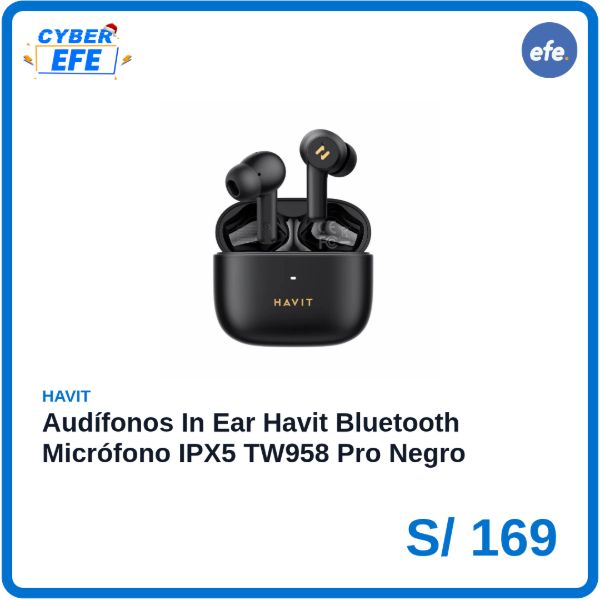 CYBER
EFE
efe.
HAVIT
HAVIT
Audífonos In Ear Havit Bluetooth
Micrófono IPX5 TW958 Pro Negro
S/ 169